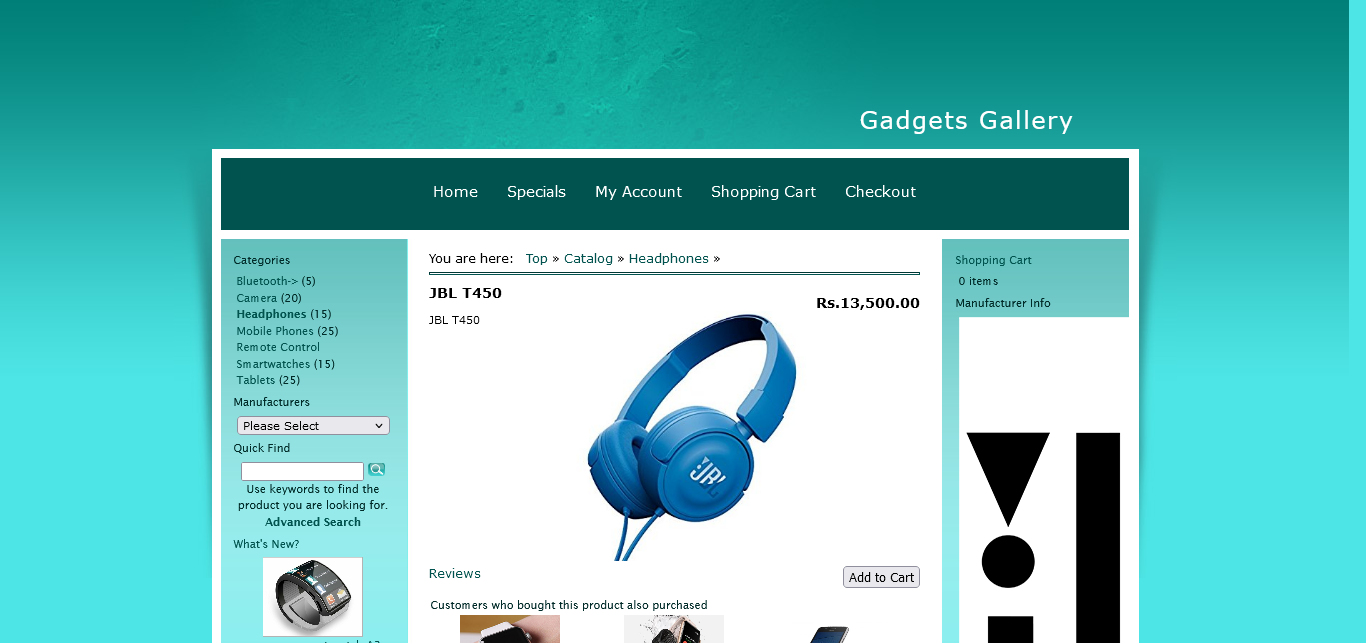 Gadgets Gallery
Home Specials My Account Shopping Cart Checkout
Categories
Bluetooth-> (5)
Camera (20)
Headphones (15)
Mobile Phones (25)
Remote Control
Smartwatches (15)
Tablets (25)
Manufacturers
Please Select
Quick Find
Use keywords to find the
product you are looking for.
Advanced Search
What's New?
You are here: Top » Catalog » Headphones »
JBL T450
Rs.13,500.00
JBL T450
JBL
Reviews
Add to Cart
Customers who bought this product also purchased
Shopping Cart
0 items
Manufacturer Info